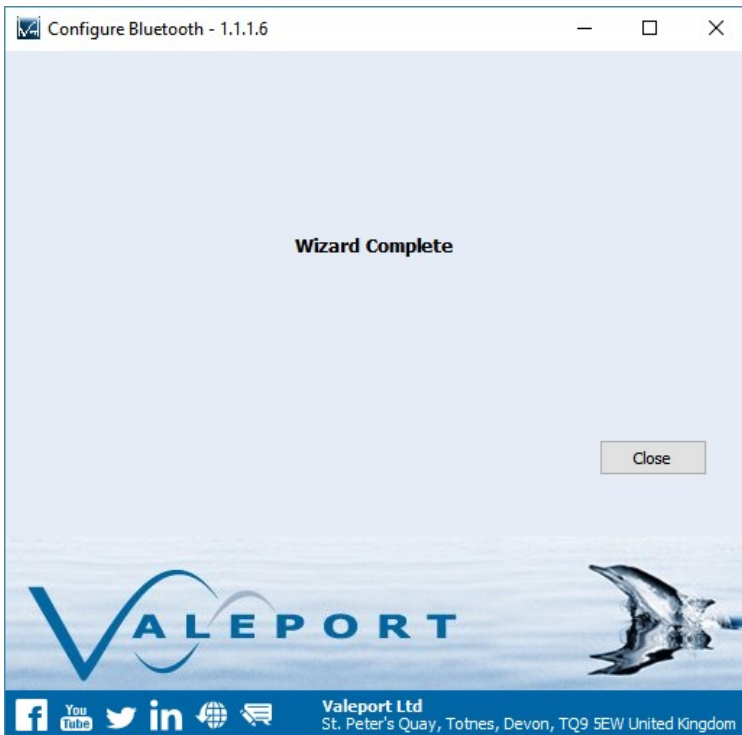 Configure Bluetooth - 1.1.1.6
Wizard Complete
Close
VALEPORT
You
Tube
in
Valeport Ltd
St. Peter's Quay, Totnes, Devon, TQ9 5EW United Kingdom